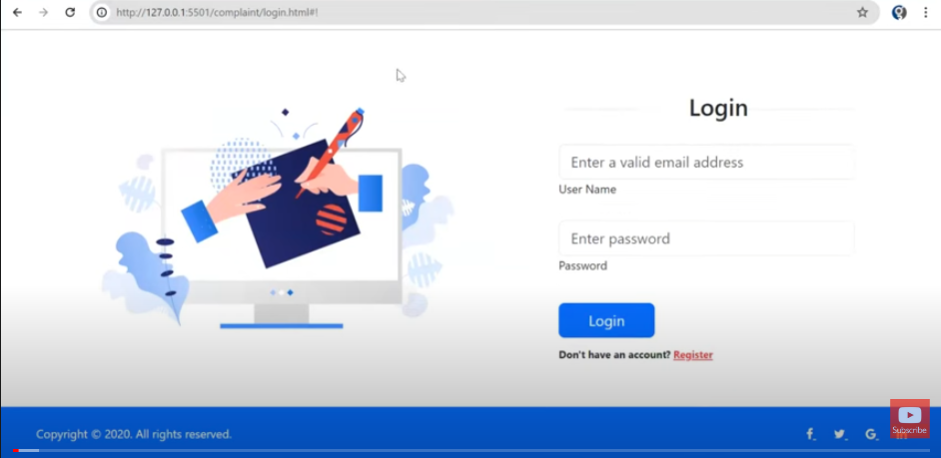 http://127.0.0.1:5501/complaint/login.html#!
Login
Enter a valid email address
User Name
Enter password
Password
Login
Don't have an account? Register
Copyright © 2020. All rights reserved.
Subscribe